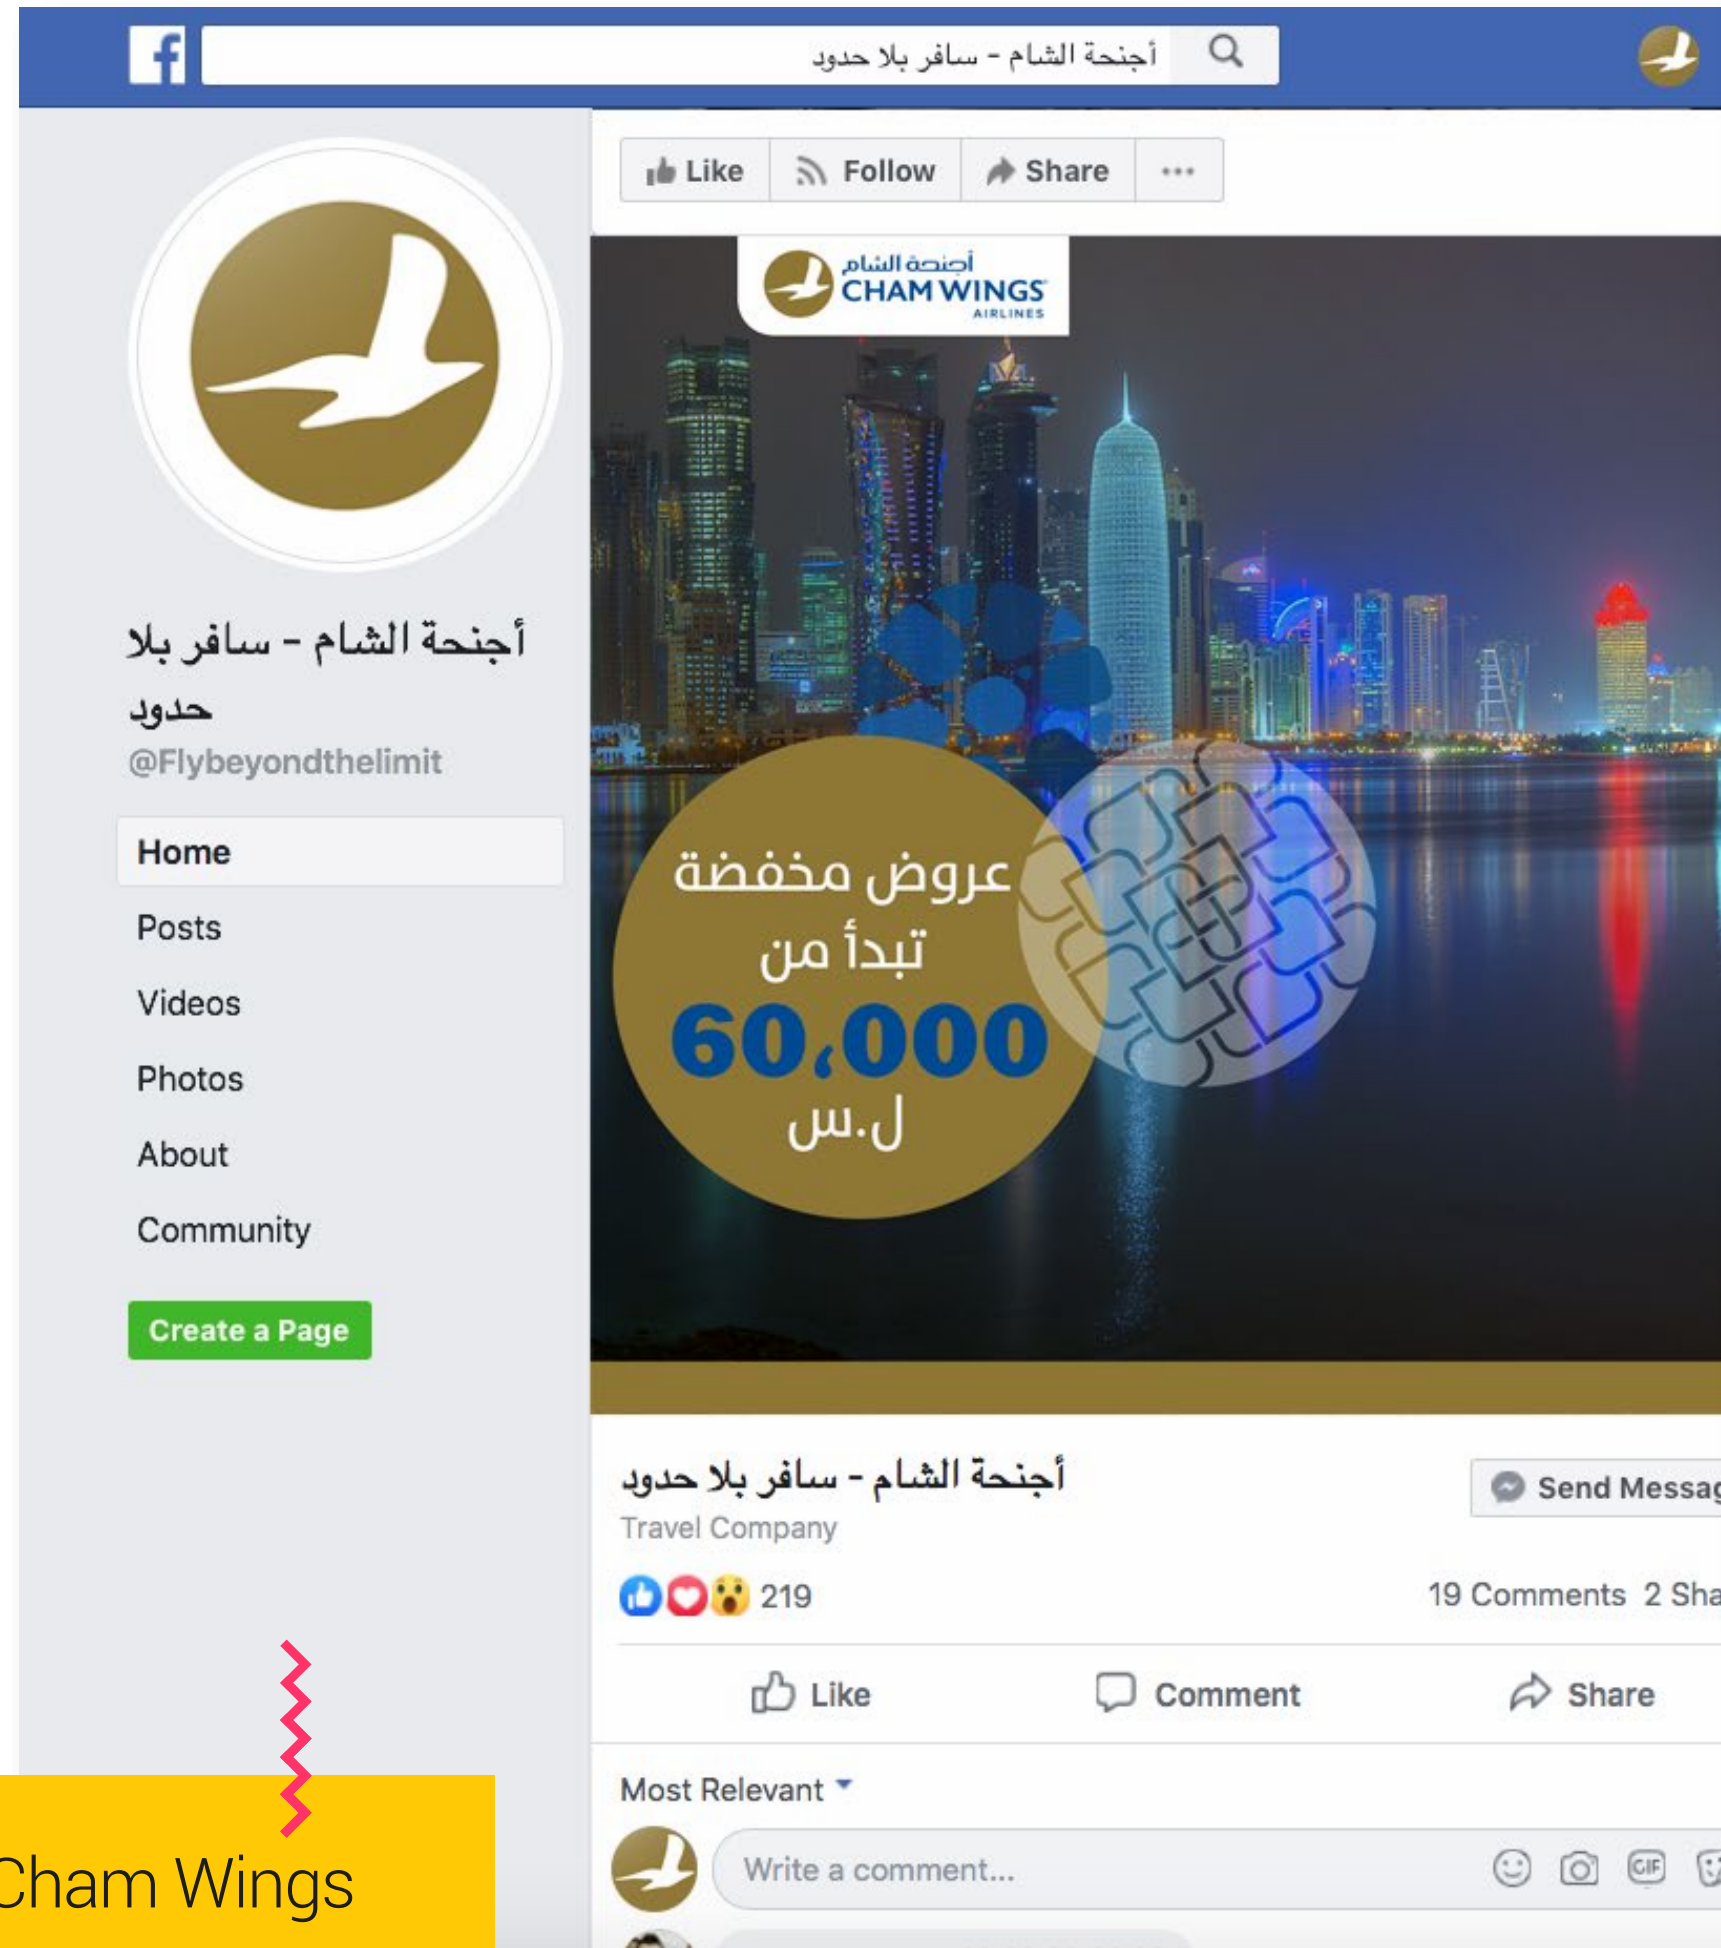 أجنحة الشام - سافر بلا حدود
Like
Follow
Share
أجنحة الشام
CHAM WINGS
AIRLINES
أجنحة الشام - سافر بلا
حدود
@Flybeyondthelimit
Home
Posts
Videos
Photos
About
Community
Create a Page
عروض مخفضة
تبدأ من
60،000
ل.س
أجنحة الشام - سافر بلا حدود
Travel Company
Send Messag
219
19 Comments 2 Sha
Like
Comment
Share
Most Relevant
Write a comment...
GIF
Cham Wings